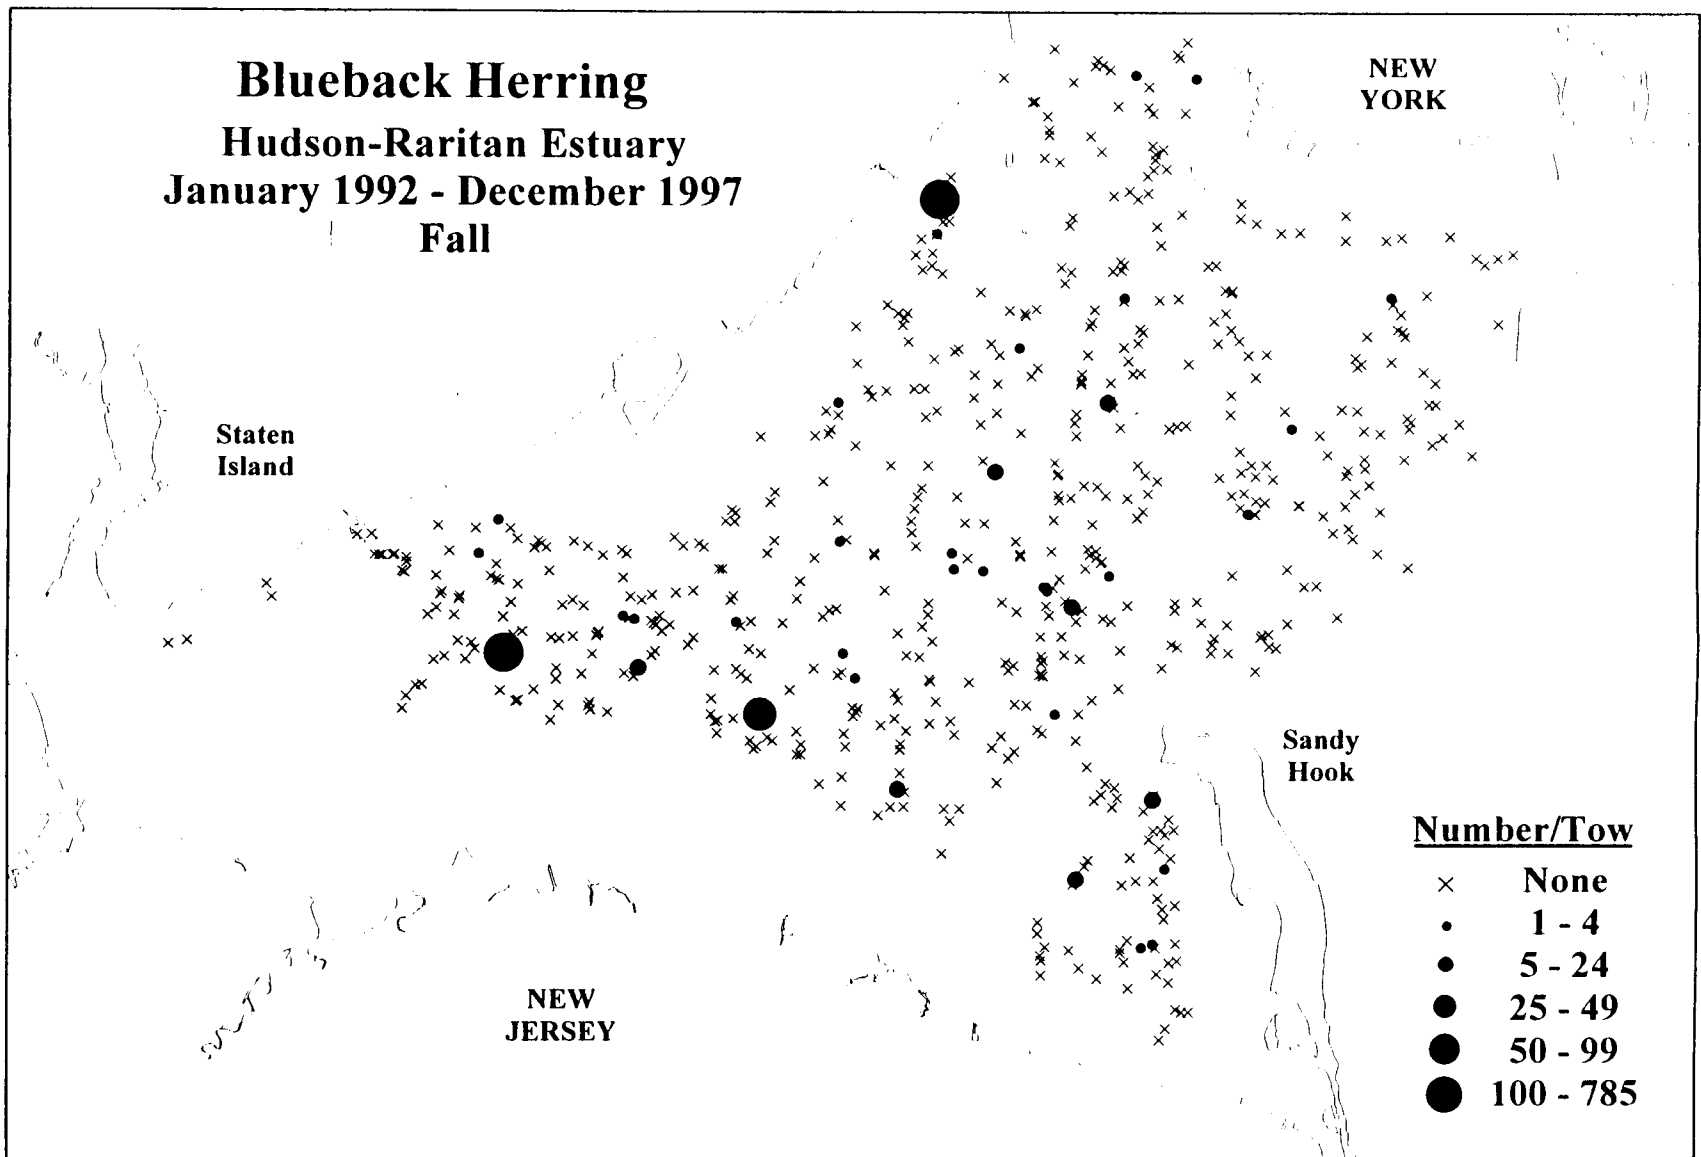 Blueback Herring
Hudson-Raritan Estuary
January 1992 - December 1997
Fall
NEW
YORK
Staten
Island
Sandy
Hook
NEW
JERSEY
Number/Tow
None
1 - 4
5 - 24
25 - 49
50 - 99
100 - 785